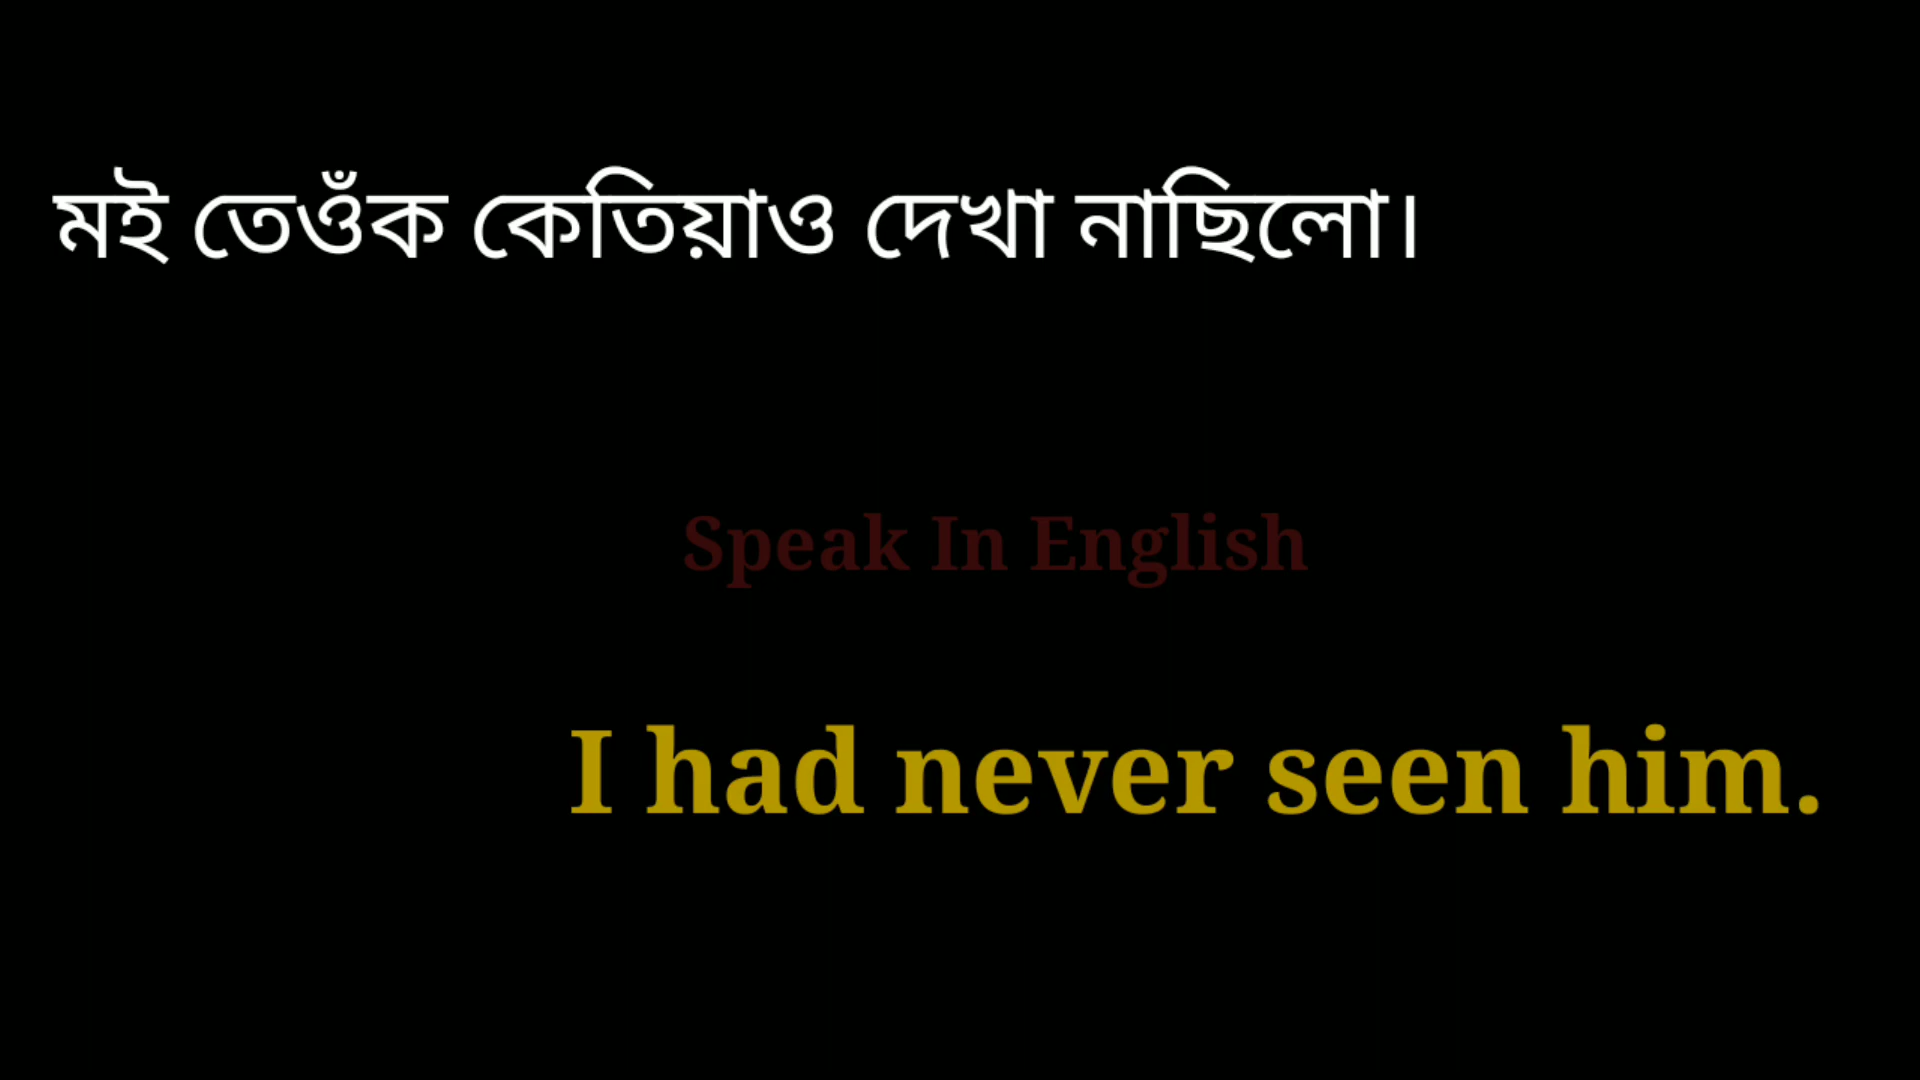 মই তেওঁক কেতিয়াও দেখা নাছিলো।
Speak In English
I had never seen him.